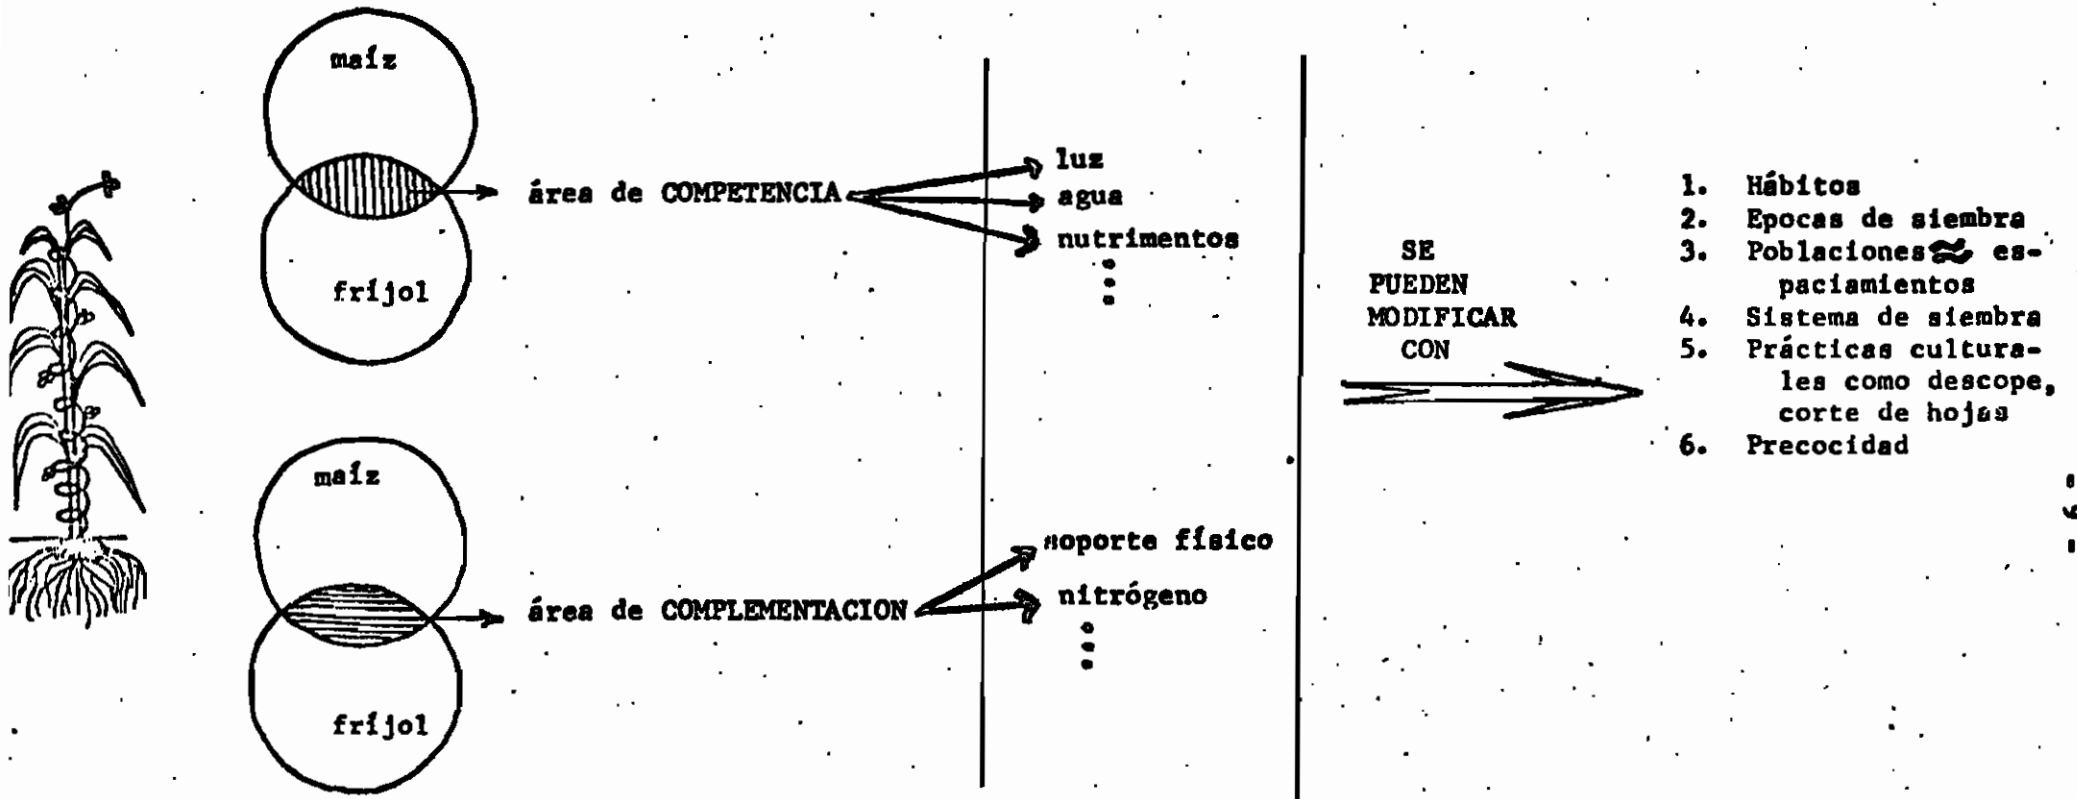 maíz
fríjol
área de COMPETENCIA
luz
agua
nutrimentos
maíz
fríjol
área de COMPLEMENTACION
soporte físico
nitrógeno
SE
PUEDEN
MODIFICAR
CON
1. Hábitos
2. Epocas de siembra
3. Poblaciones ≈ es-
paciamientos
4. Sistema de siembra
5. Prácticas cultura-
les como descope,
corte de hojas
6. Precocidad